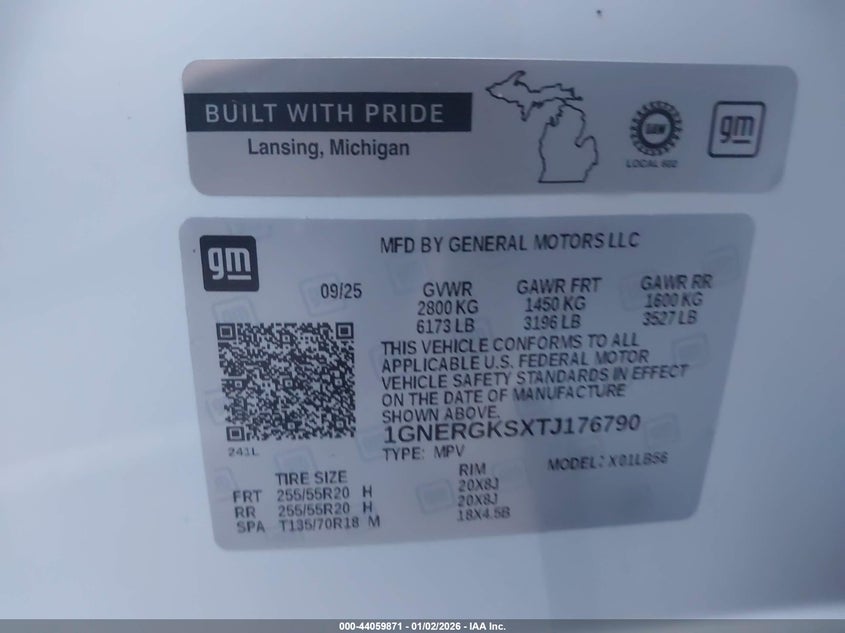 BUILT WITH PRIDE
Lansing, Michigan
UAW
LOCAL 602
gm
gm
MFD BY GENERAL MOTORS LLC
09/25 GVWR GAWR FRT GAWR RR
2800 KG 1450 KG 1600 KG
6173 LB 3196 LB 3527 LB
THIS VEHICLE CONFORMS TO ALL
APPLICABLE U.S. FEDERAL MOTOR
VEHICLE SAFETY STANDARDS IN EFFECT
ON THE DATE OF MANUFACTURE
SHOWN ABOVE.
1GNERGKSXTJ176790
241L
TYPE: MPV MODEL: X01LB56
TIRE SIZE RIM
FRT 255/55R20 H 20X8J
RR 255/55R20 H 20X8J
SPA T135/70R18 M 18X4.5B
000-44059871 - 01/02/2026 - IAA Inc.